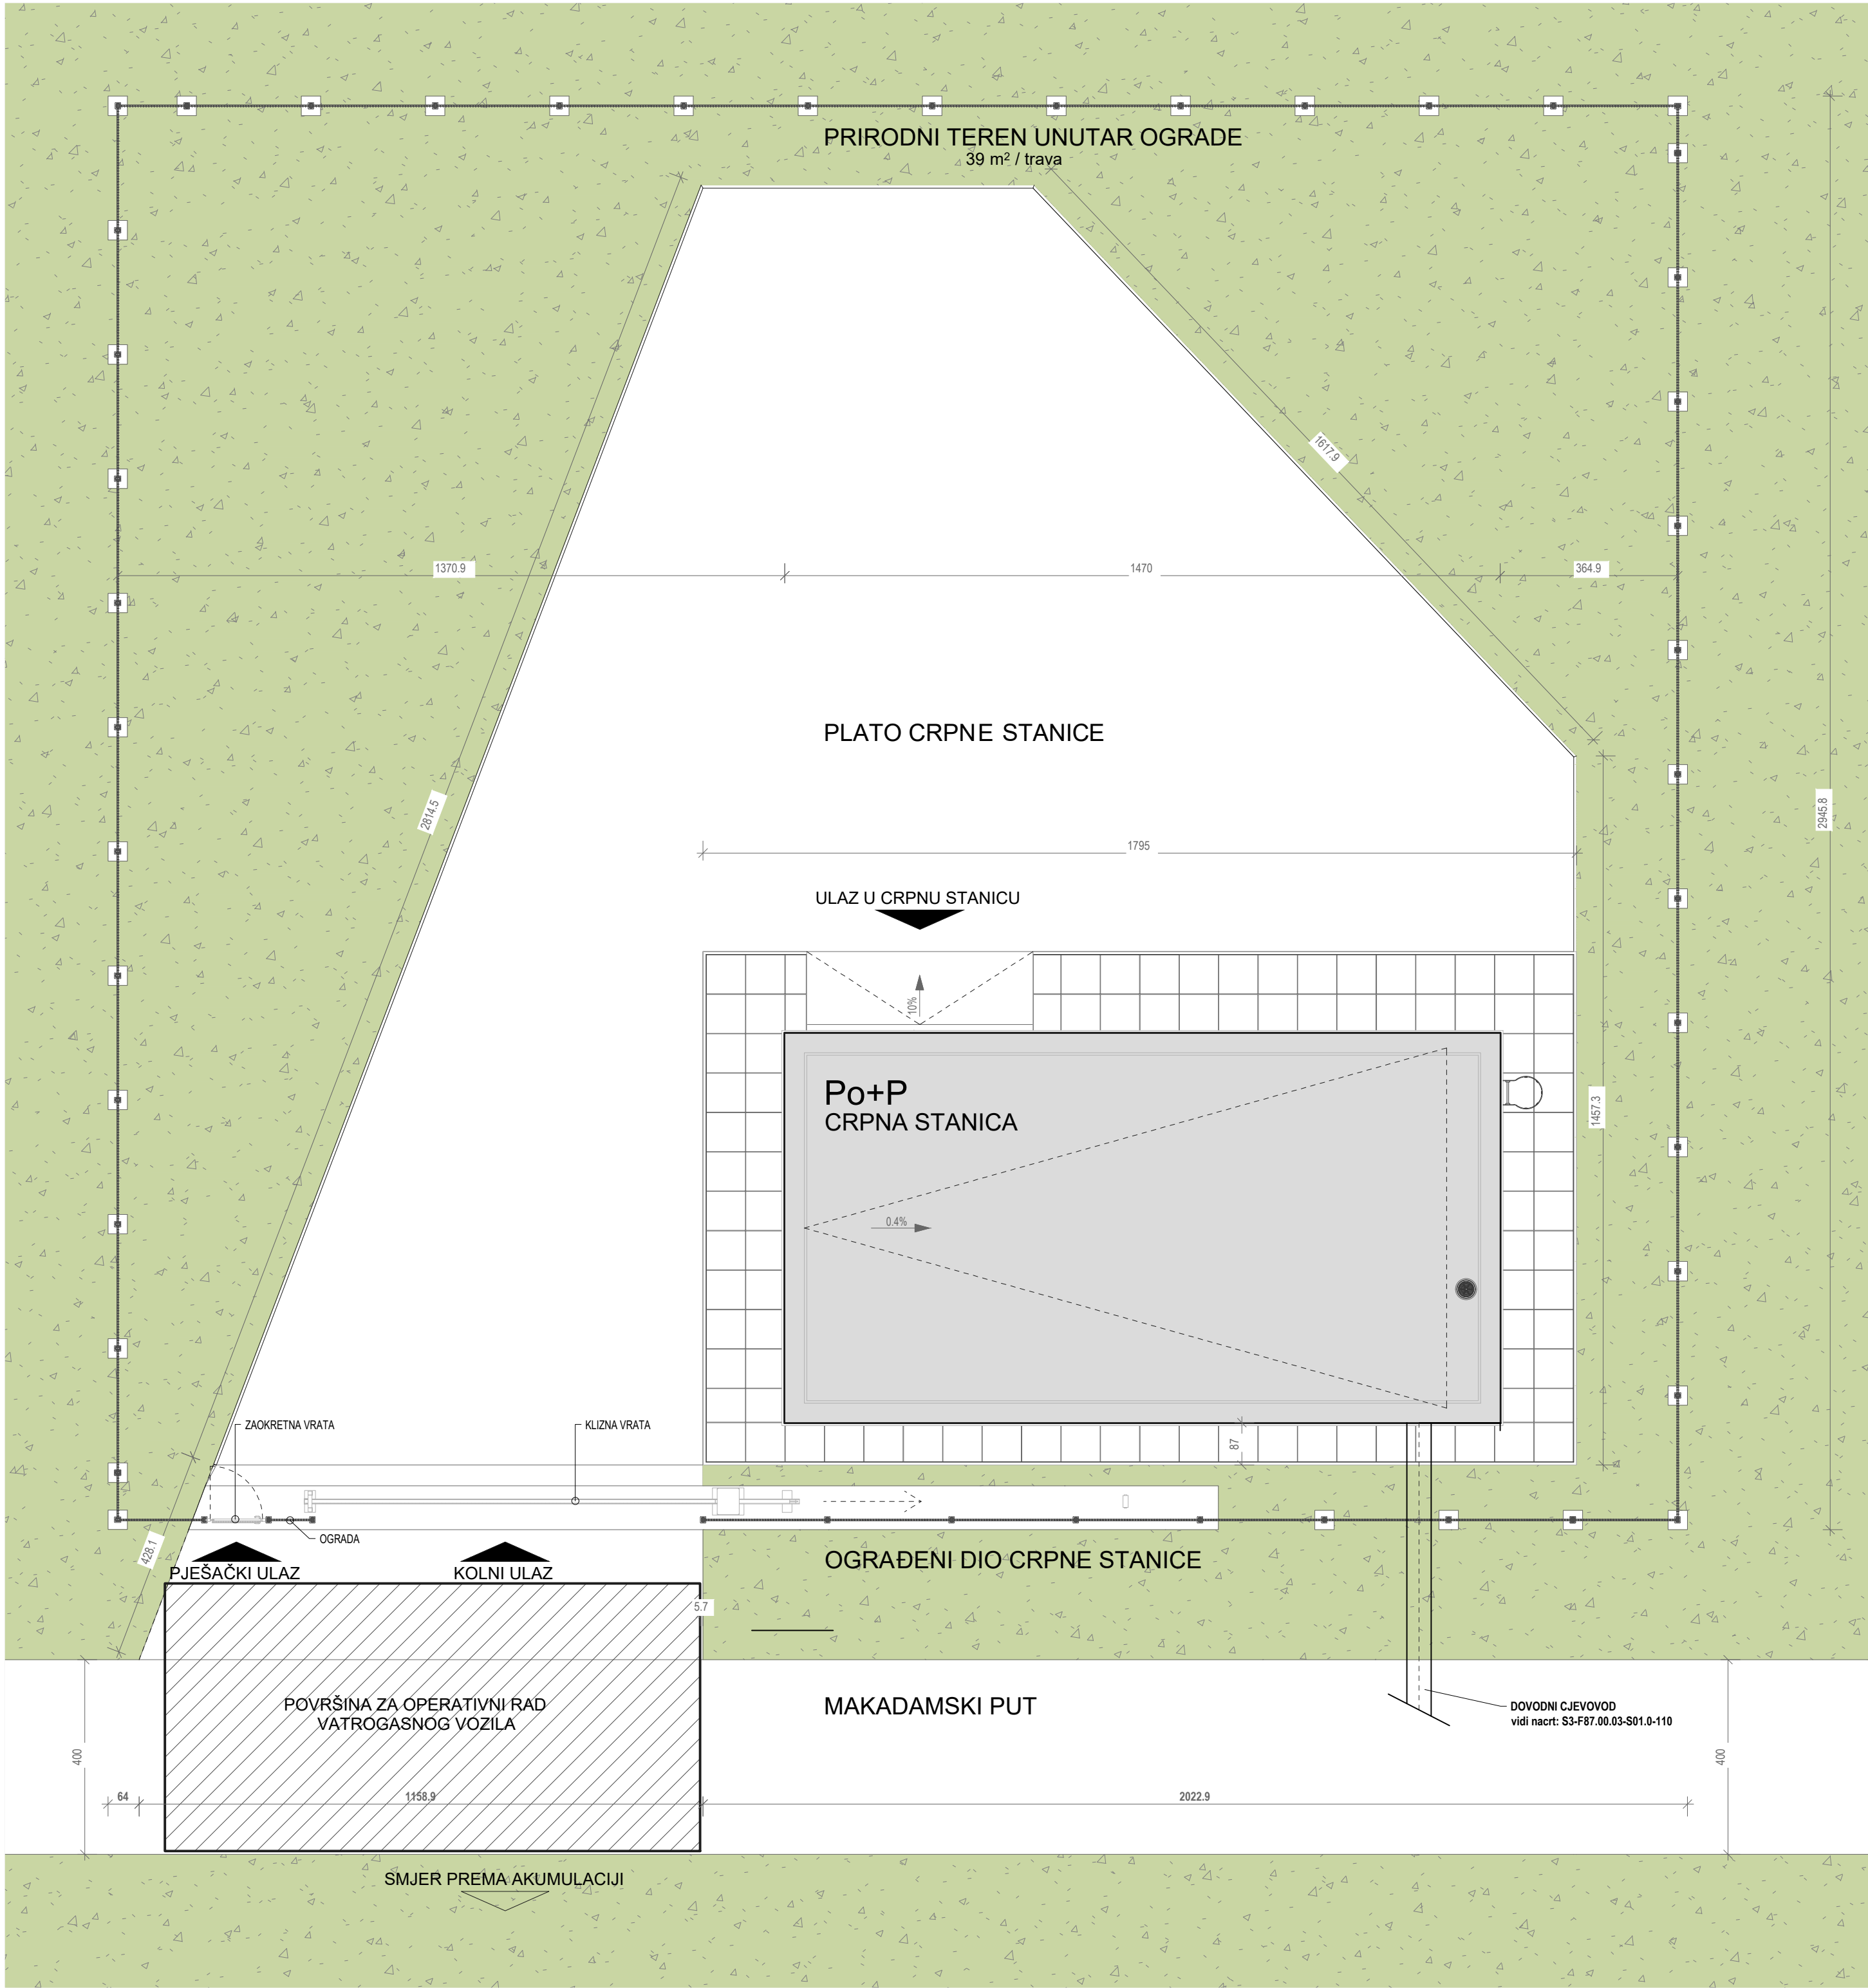 PRIRODNI TEREN UNUTAR OGRADE
39 m² / trava
1617.9
1370.9
1470
364.9
PLATO CRPNE STANICE
2814.5
2945.8
1795
ULAZ U CRPNU STANICU
10%
Po+P
CRPNA STANICA
1457.3
0.4%
ZAOKRETNA VRATA
KLIZNA VRATA
87
OGRADA
428.1
PJEŠAČKI ULAZ
KOLNI ULAZ
OGRAĐENI DIO CRPNE STANICE
5.7
POVRŠINA ZA OPERATIVNI RAD
VATROGASNOG VOZILA
MAKADAMSKI PUT
DOVODNI CJEVOVOD
vidi nacrt: S3-F87.00.03-S01.0-110
400
400
64
1158.9
2022.9
SMJER PREMA AKUMULACIJI